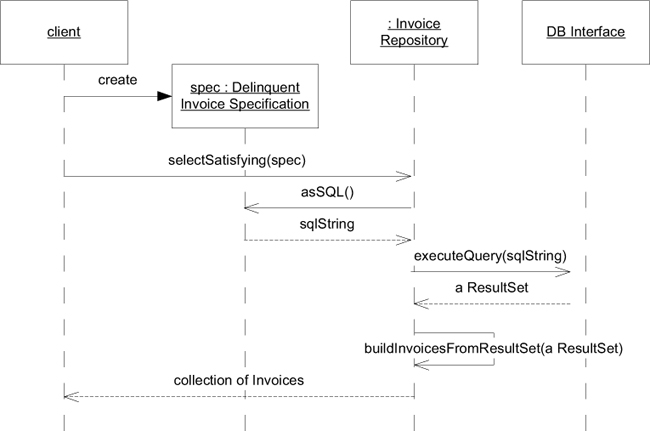 client
: Invoice
Repository
DB Interface
create
spec : Delinquent
Invoice Specification
selectSatisfying(spec)
asSQL()
sqlString
executeQuery(sqlString)
a ResultSet
buildInvoicesFromResultSet(a ResultSet)
collection of Invoices